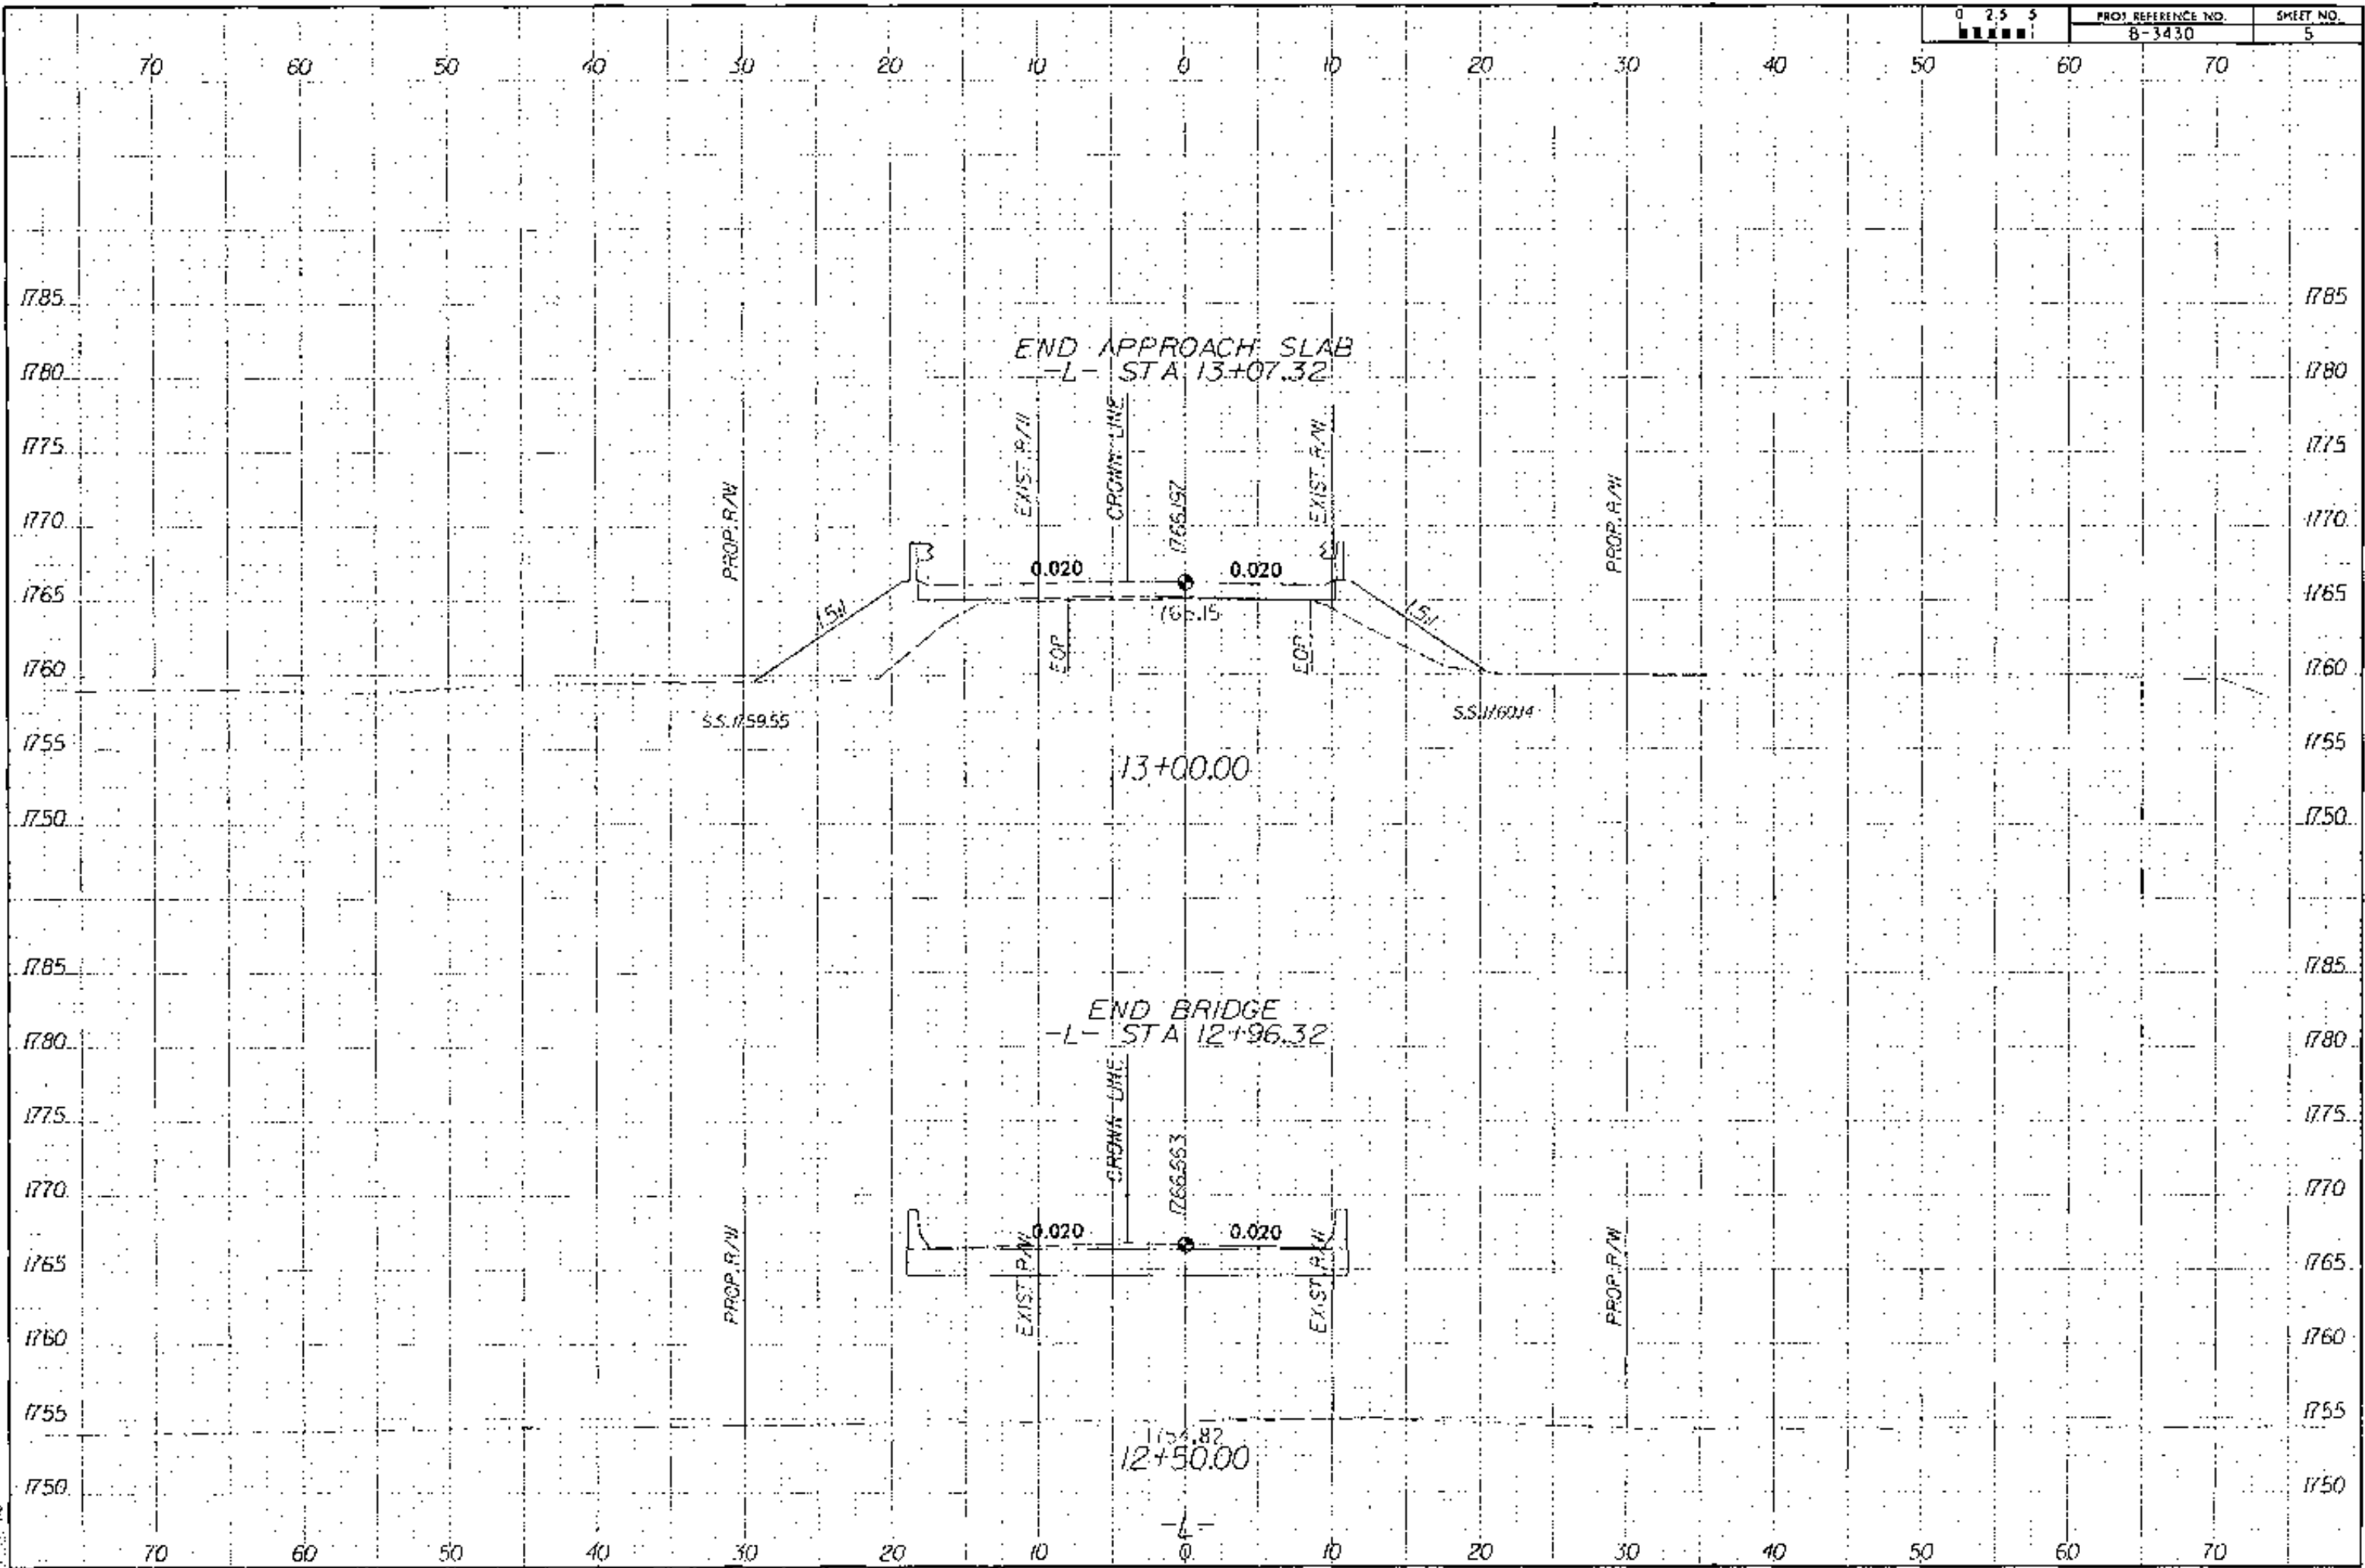 0 2.5 5
PROJ. REFERENCE NO.
SHEET NO.
B-3430
5
70 60 50 40 30 20 10 0 10 20 30 40 50 60 70
1785 1785
END APPROACH SLAB
1780 -L- STA 13+07.32 1780
EXIST. R/W
CROWN LINE
EXIST. R/W
1775 1775
PROP. R/W
PROP. R/W
1770 1770
0.020 0.020
1765 1765
1.5:1 1.5:1
EOP EOP
1760 1760
S.S. 1759.55
S.S. 1760.14
1755 1755
13+00.00
1750 1750
1785 1785
END BRIDGE
-L- STA 12+96.32
1780 1780
CROWN LINE
1775 1775
1770 1770
0.020 0.020
PROP. R/W
EXIST. R/W
EXIST. R/W
PROP. R/W
1765 1765
1760 1760
1755 1755
1754.82
12+50.00
1750 1750
-L-
70 60 50 40 30 20 10 0 10 20 30 40 50 60 70